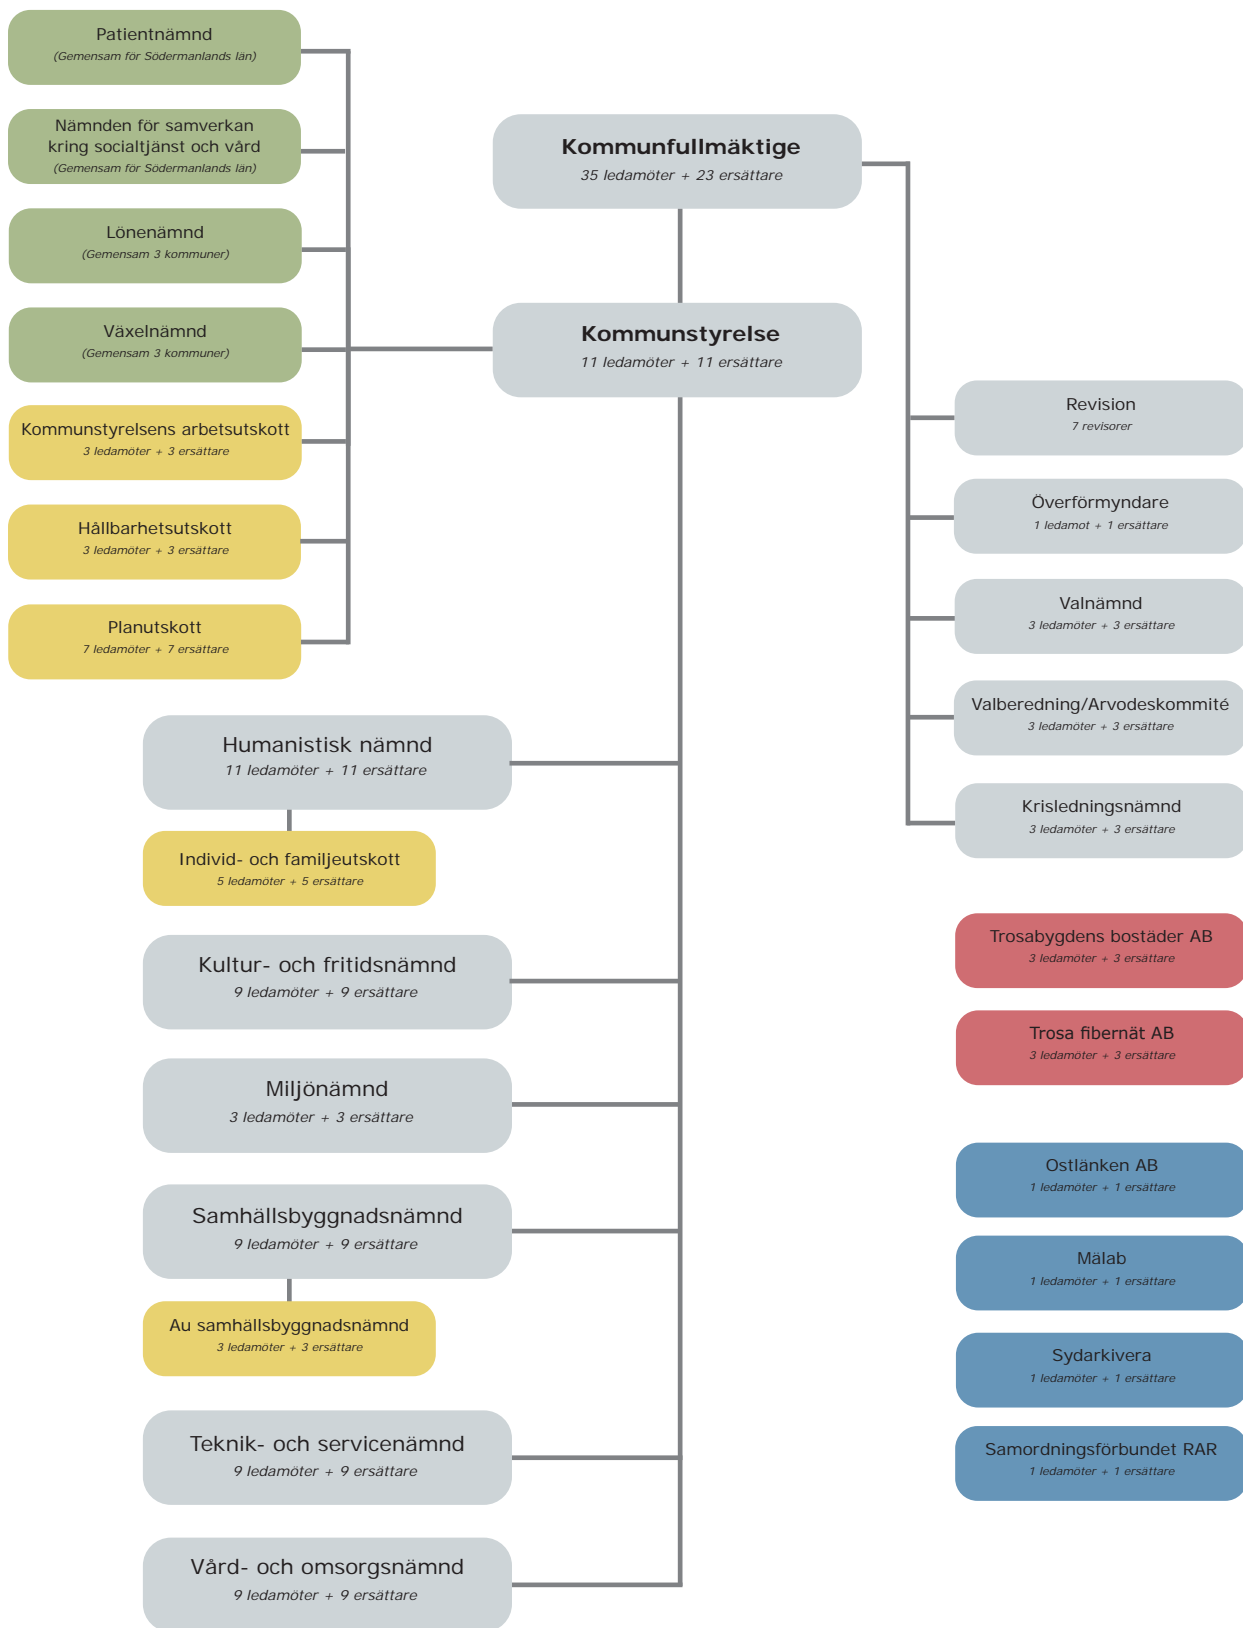 Patientnämnd
(Gemensam för Södermanlands län)
Nämnden för samverkan
kring socialtjänst och vård
(Gemensam för Södermanlands län)
Lönenämnd
(Gemensam 3 kommuner)
Växelnämnd
(Gemensam 3 kommuner)
Kommunstyrelsens arbetsutskott
3 ledamöter + 3 ersättare
Hållbarhetsutskott
3 ledamöter + 3 ersättare
Planutskott
7 ledamöter + 7 ersättare
Kommunfullmäktige
35 ledamöter + 23 ersättare
Kommunstyrelse
11 ledamöter + 11 ersättare
Humanistisk nämnd
11 ledamöter + 11 ersättare
Individ- och familjeutskott
5 ledamöter + 5 ersättare
Kultur- och fritidsnämnd
9 ledamöter + 9 ersättare
Miljönämnd
3 ledamöter + 3 ersättare
Samhällsbyggnadsnämnd
9 ledamöter + 9 ersättare
Au samhällsbyggnadsnämnd
3 ledamöter + 3 ersättare
Teknik- och servicenämnd
9 ledamöter + 9 ersättare
Vård- och omsorgsnämnd
9 ledamöter + 9 ersättare
Revision
7 revisorer
Överförmyndare
1 ledamot + 1 ersättare
Valnämnd
3 ledamöter + 3 ersättare
Valberedning/Arvodeskommité
3 ledamöter + 3 ersättare
Krisledningsnämnd
3 ledamöter + 3 ersättare
Trosabygdens bostäder AB
3 ledamöter + 3 ersättare
Trosa fibernät AB
3 ledamöter + 3 ersättare
Ostlänken AB
1 ledamöter + 1 ersättare
Mälab
1 ledamöter + 1 ersättare
Sydarkivera
1 ledamöter + 1 ersättare
Samordningsförbundet RAR
1 ledamöter + 1 ersättare